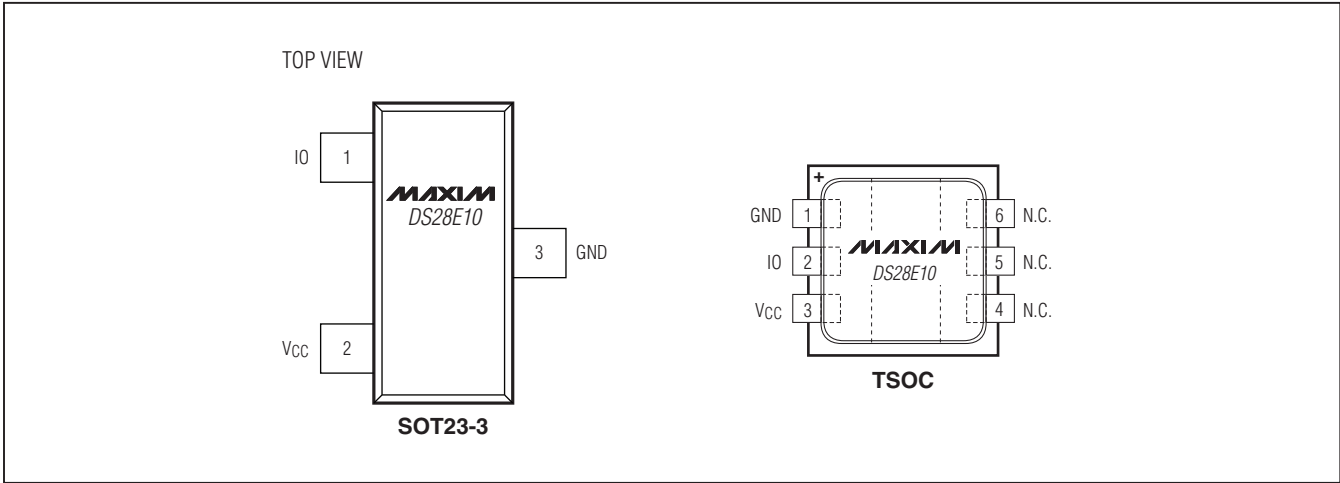 TOP VIEW
IO 1
MAXIM
DS28E10
3 GND
VCC 2
SOT23-3
+
GND 1
6 N.C.
IO 2
MAXIM
DS28E10
5 N.C.
VCC 3
4 N.C.
TSOC